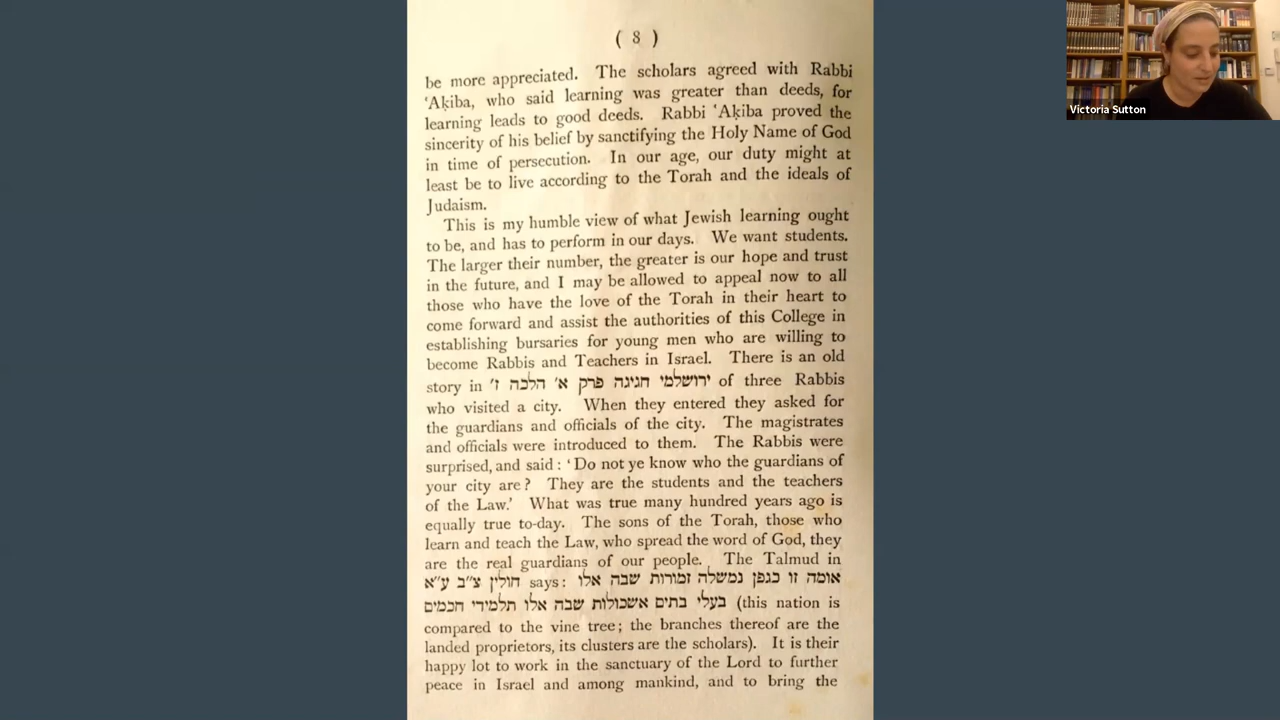 ( 8 )
be more appreciated. The scholars agreed with Rabbi
ʻAḳiba, who said learning was greater than deeds, for
learning leads to good deeds. Rabbi ʻAḳiba proved the
sincerity of his belief by sanctifying the Holy Name of God
in time of persecution. In our age, our duty might at
least be to live according to the Torah and the ideals of
Judaism.
This is my humble view of what Jewish learning ought
to be, and has to perform in our days. We want students.
The larger their number, the greater is our hope and trust
in the future, and I may be allowed to appeal now to all
those who have the love of the Torah in their heart to
come forward and assist the authorities of this College in
establishing bursaries for young men who are willing to
become Rabbis and Teachers in Israel. There is an old
story in ירושלמי חגיגה פרק א' הלכה ז' of three Rabbis
who visited a city. When they entered they asked for
the guardians and officials of the city. The magistrates
and officials were introduced to them. The Rabbis were
surprised, and said : ‘Do not ye know who the guardians of
your city are? They are the students and the teachers
of the Law.’ What was true many hundred years ago is
equally true to-day. The sons of the Torah, those who
learn and teach the Law, who spread the word of God, they
are the real guardians of our people. The Talmud in
חולין צ״ב ע״א says : אומה זו כגפן נמשלה זמורות שבה אלו
בעלי בתים אשכולות שבה אלו תלמידי חכמים (this nation is
compared to the vine tree; the branches thereof are the
landed proprietors, its clusters are the scholars). It is their
happy lot to work in the sanctuary of the Lord to further
peace in Israel and among mankind, and to bring the
Victoria Sutton